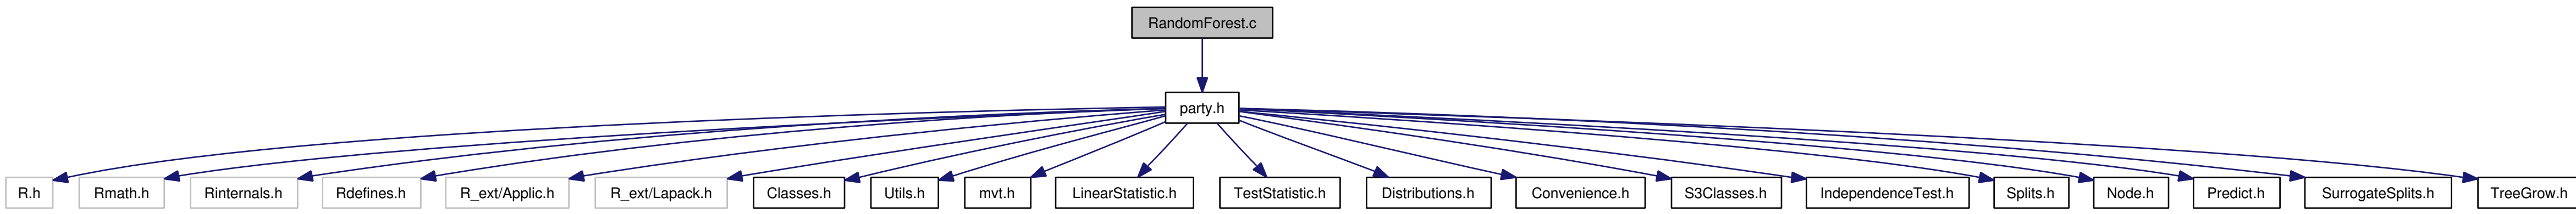 RandomForest.c
party.h
R.h
Rmath.h
Rinternals.h
Rdefines.h
R_ext/Applic.h
R_ext/Lapack.h
Classes.h
Utils.h
mvt.h
LinearStatistic.h
TestStatistic.h
Distributions.h
Convenience.h
S3Classes.h
IndependenceTest.h
Splits.h
Node.h
Predict.h
SurrogateSplits.h
TreeGrow.h